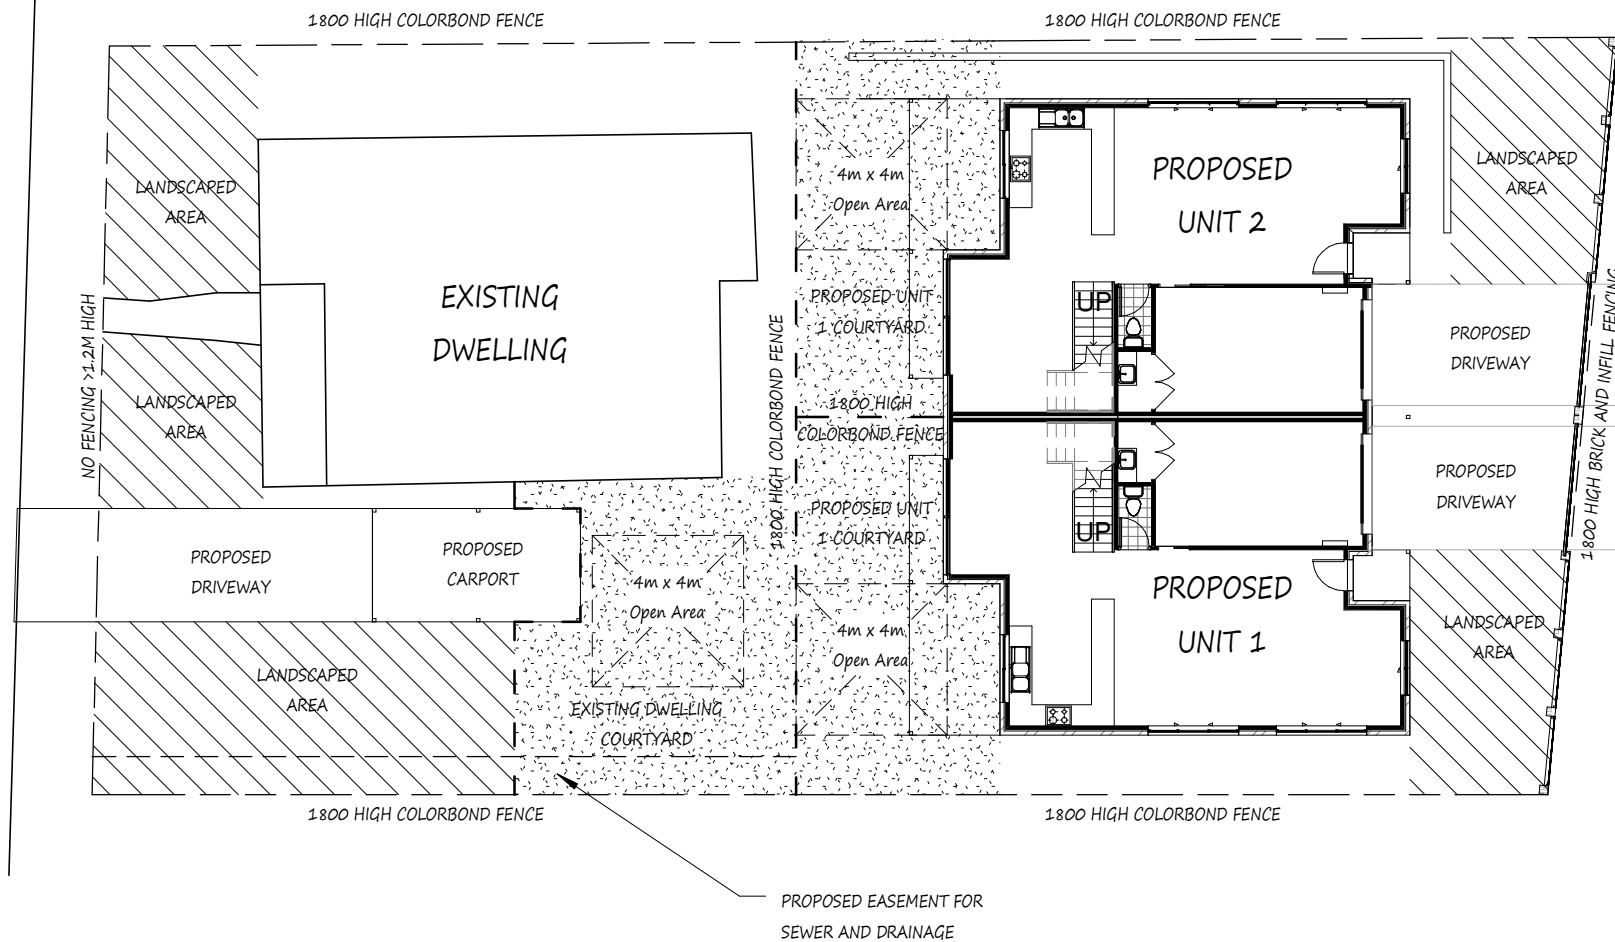 1800 HIGH COLORBOND FENCE
1800 HIGH COLORBOND FENCE
LANDSCAPED
AREA
4m x 4m
Open Area
PROPOSED
UNIT 2
LANDSCAPED
AREA
EXISTING
DWELLING
NO FENCING >1.2M HIGH
1800 HIGH COLORBOND FENCE
PROPOSED UNIT
1 COURTYARD
UP
PROPOSED
DRIVEWAY
1800 HIGH BRICK AND INFILL FENCING
LANDSCAPED
AREA
1800 HIGH
COLORBOND FENCE
PROPOSED
DRIVEWAY
PROPOSED UNIT
1 COURTYARD
UP
PROPOSED
DRIVEWAY
PROPOSED
CARPORT
4m x 4m
Open Area
4m x 4m
Open Area
PROPOSED
UNIT 1
LANDSCAPED
AREA
LANDSCAPED
AREA
EXISTING DWELLING
COURTYARD
1800 HIGH COLORBOND FENCE
1800 HIGH COLORBOND FENCE
PROPOSED EASEMENT FOR
SEWER AND DRAINAGE